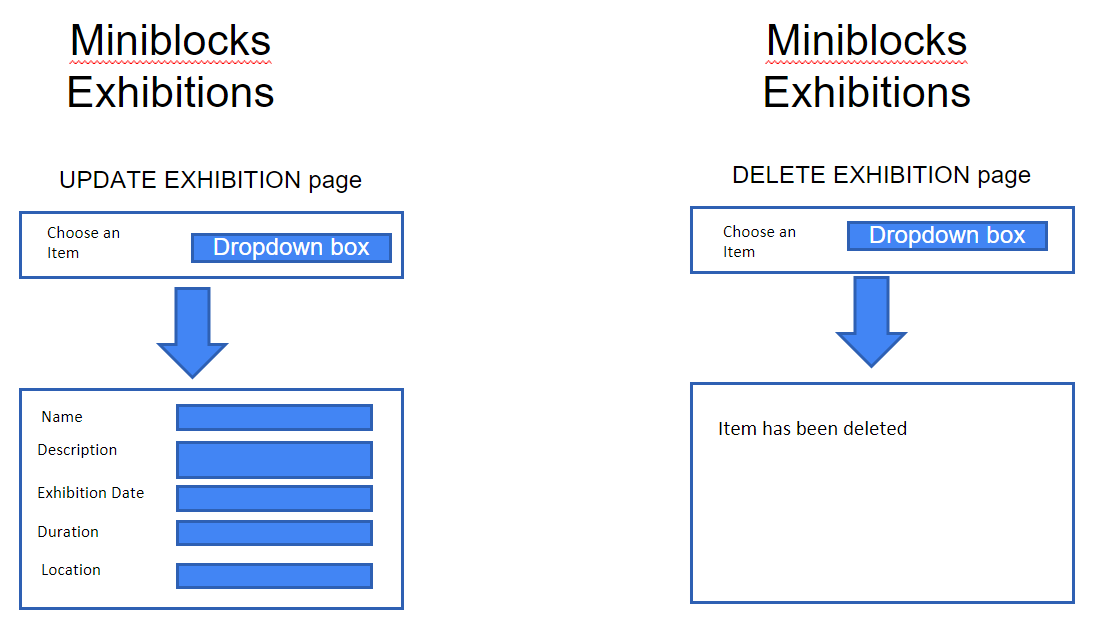 Miniblocks
Exhibitions
UPDATE EXHIBITION page
Choose an
Item
Dropdown box
Name
Description
Exhibition Date
Duration
Location
Miniblocks
Exhibitions
DELETE EXHIBITION page
Choose an
Item
Dropdown box
Item has been deleted